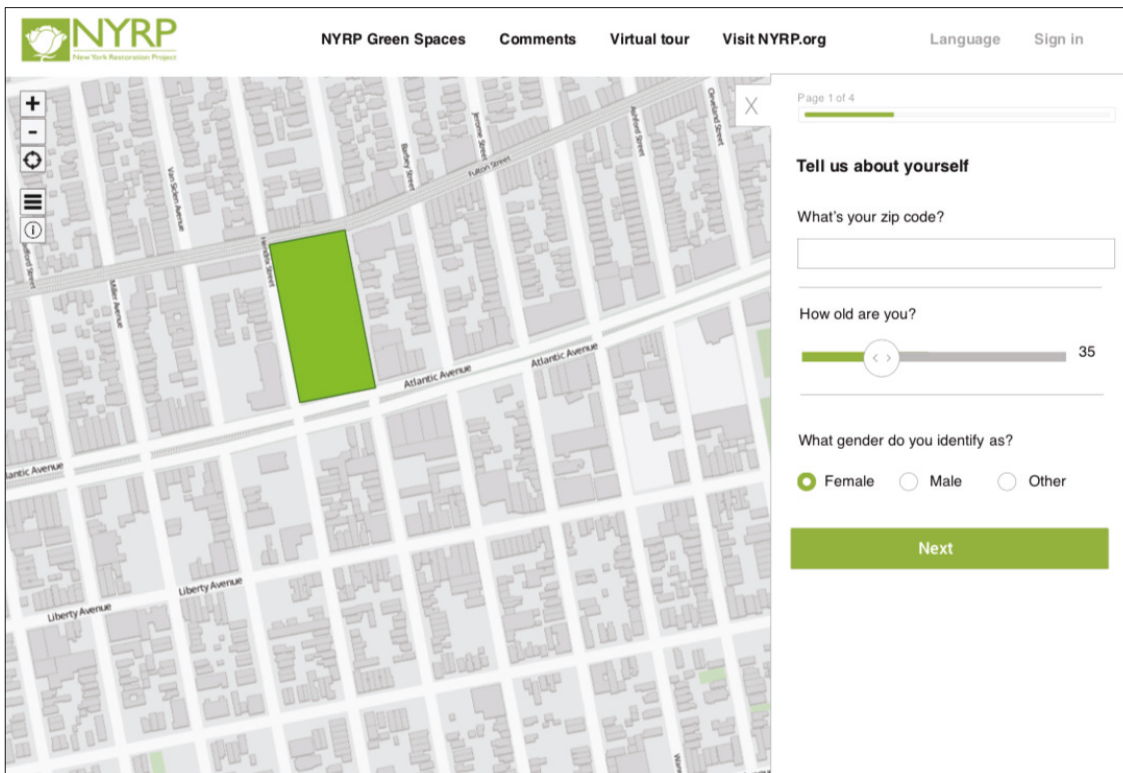 NYRP
New York Restoration Project
NYRP Green Spaces Comments Virtual tour Visit NYRP.org Language Sign in
+
-
Van Siclen Avenue
Miller Avenue
Hendrix Street
Barbey Street
Jerome Street
Fulton Street
Ashford Street
Cleveland Street
Atlantic Avenue
Atlantic Avenue
lantic Avenue
Liberty Avenue
Liberty Avenue
X
Page 1 of 4
Tell us about yourself
What's your zip code?
How old are you?
35
What gender do you identify as?
Female Male Other
Next